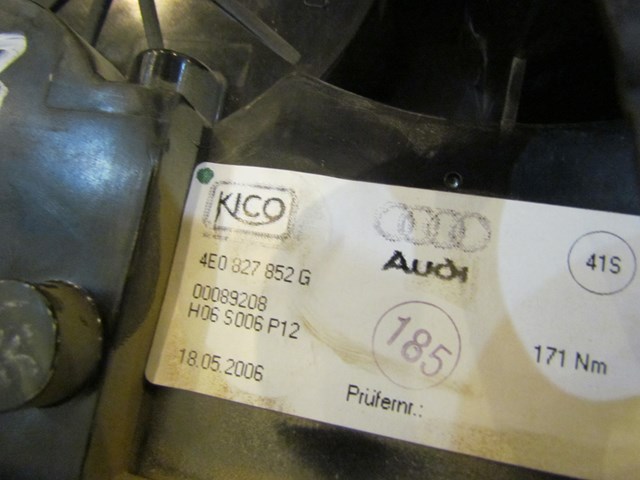 KICO
Audi
41S
4E0 827 852 G
00089208
H06 S006 P12
185
171 Nm
18.05.2006
Prüfernr.: